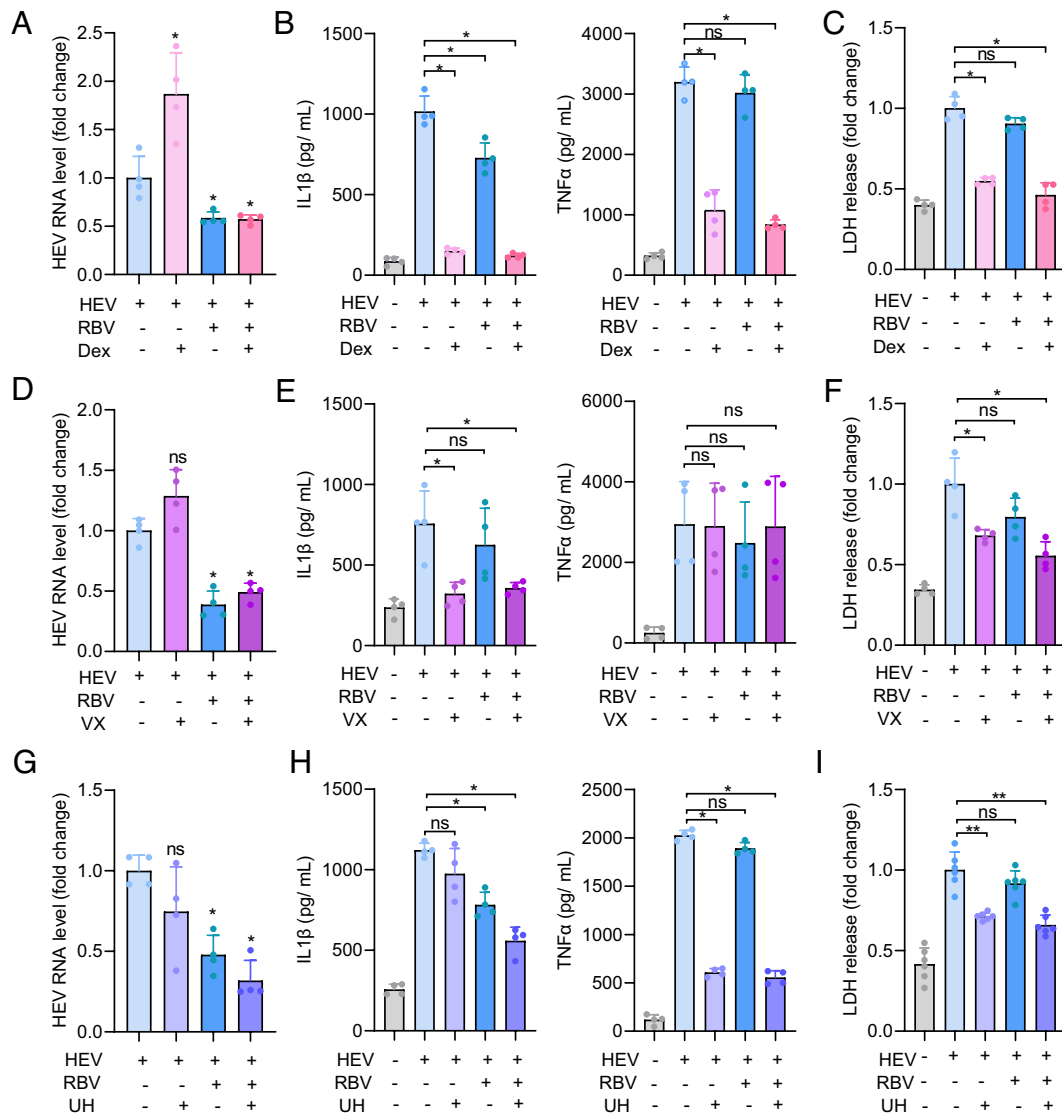 A
HEV RNA level (fold change)
2.5
2.0
1.5
1.0
0.5
0.0
*
*
*
HEV + + + +
RBV - - + +
Dex - + - +
B
IL1β (pg/ mL)
1500
1000
500
0
*
*
*
HEV - + + + +
RBV - - - + +
Dex - - + - +
TNFα (pg/ mL)
4000
3000
2000
1000
0
*
ns
*
HEV - + + + +
RBV - - - + +
Dex - - + - +
C
LDH release (fold change)
1.5
1.0
0.5
0.0
*
ns
*
HEV - + + + +
RBV - - - + +
Dex - - + - +
D
HEV RNA level (fold change)
2.0
1.5
1.0
0.5
0.0
ns
*
*
HEV + + + +
RBV - - + +
VX - + - +
E
IL1β (pg/ mL)
1500
1000
500
0
*
ns
*
HEV - + + + +
RBV - - - + +
VX - - + - +
TNFα (pg/ mL)
6000
4000
2000
0
ns
ns
ns
HEV - + + + +
RBV - - - + +
VX - - + - +
F
LDH release (fold change)
1.5
1.0
0.5
0.0
*
ns
*
HEV - + + + +
RBV - - - + +
VX - - + - +
G
HEV RNA level (fold change)
1.5
1.0
0.5
0.0
ns
*
*
HEV + + + +
RBV - - + +
UH - + - +
H
IL1β (pg/ mL)
1500
1000
500
0
*
*
ns
HEV - + + + +
RBV - - - + +
UH - - + - +
TNFα (pg/ mL)
2500
2000
1500
1000
500
0
*
ns
*
HEV - + + + +
RBV - - - + +
UH - - + - +
I
LDH release (fold change)
1.5
1.0
0.5
0.0
**
ns
**
HEV - + + + +
RBV - - - + +
UH - - + - +